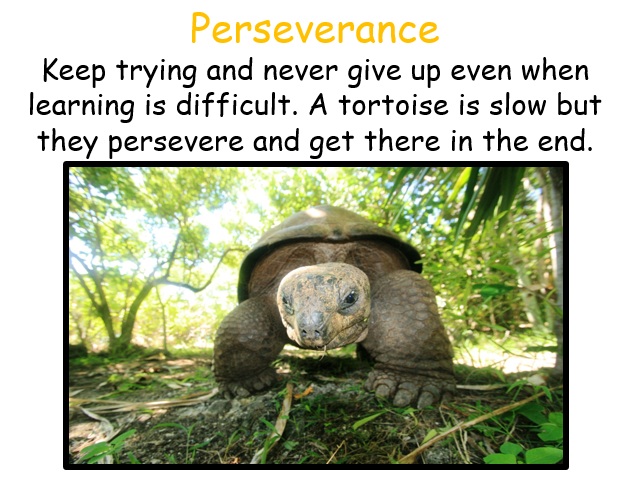 Perseverance
Keep trying and never give up even when
learning is difficult. A tortoise is slow but
they persevere and get there in the end.